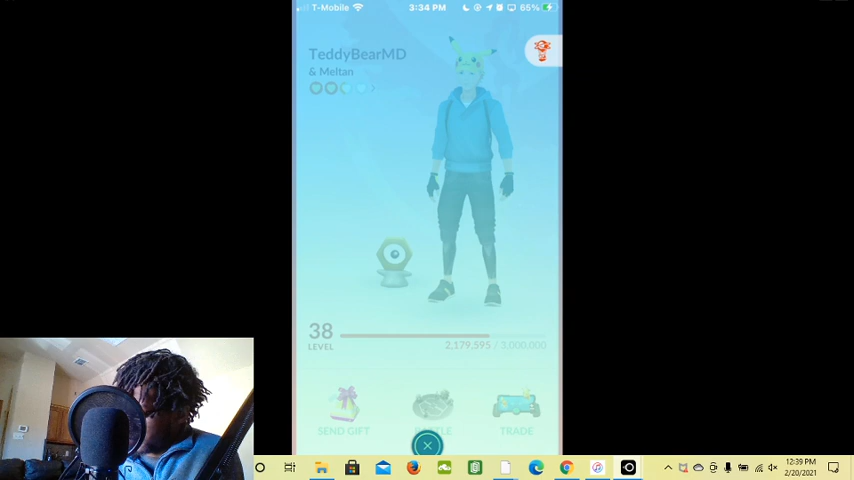 T-Mobile 3:34 PM 65%
TeddyBearMD
& Meltan
38
LEVEL
2,179,595 / 3,000,000
SEND GIFT BATTLE TRADE
12:39 PM
2/20/2021